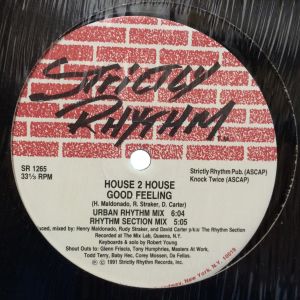 STRICTLY
RHYTHM™
SR 1265
33⅓ RPM
Strictly Rhythm Pub. (ASCAP)
Knock Twice (ASCAP)
HOUSE 2 HOUSE
GOOD FEELING
(H. Maldonado, R. Straker, D. Carter)
URBAN RHYTHM MIX 6:04
RHYTHM SECTION MIX 5:05
Produced, mixed by: Henry Maldonado, Rudy Straker, and David Carter p/k/a The Rhythm Section
Recorded at The Mix Lab, Queens, N.Y.
Keyboards & solo by Robert Young
Shout Outs to: Glenn Friscia, Tony Humphries, Masters At Work,
Todd Terry, Baby Hec, Corey Mossen, Da Fellas.
℗ © 1991 Strictly Rhythm Records, Inc.
New York, N.Y. 10019